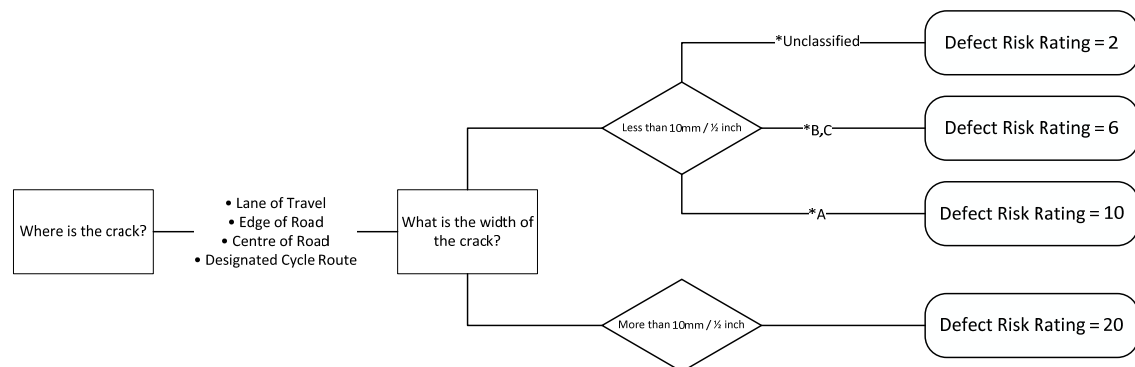 Where is the crack?
• Lane of Travel
• Edge of Road
• Centre of Road
• Designated Cycle Route
What is the width of
the crack?
Less than 10mm / ½ inch
*Unclassified
Defect Risk Rating = 2
*B,C
Defect Risk Rating = 6
*A
Defect Risk Rating = 10
More than 10mm / ½ inch
Defect Risk Rating = 20